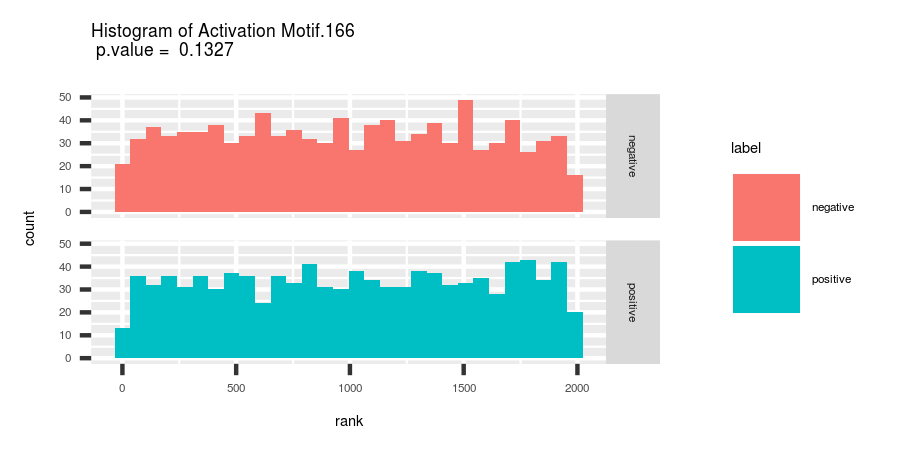 Histogram of Activation Motif.166
p.value = 0.1327
50
40
30
20
10
0
negative
50
40
30
20
10
0
positive
count
0 500 1000 1500 2000
rank
label
negative
positive